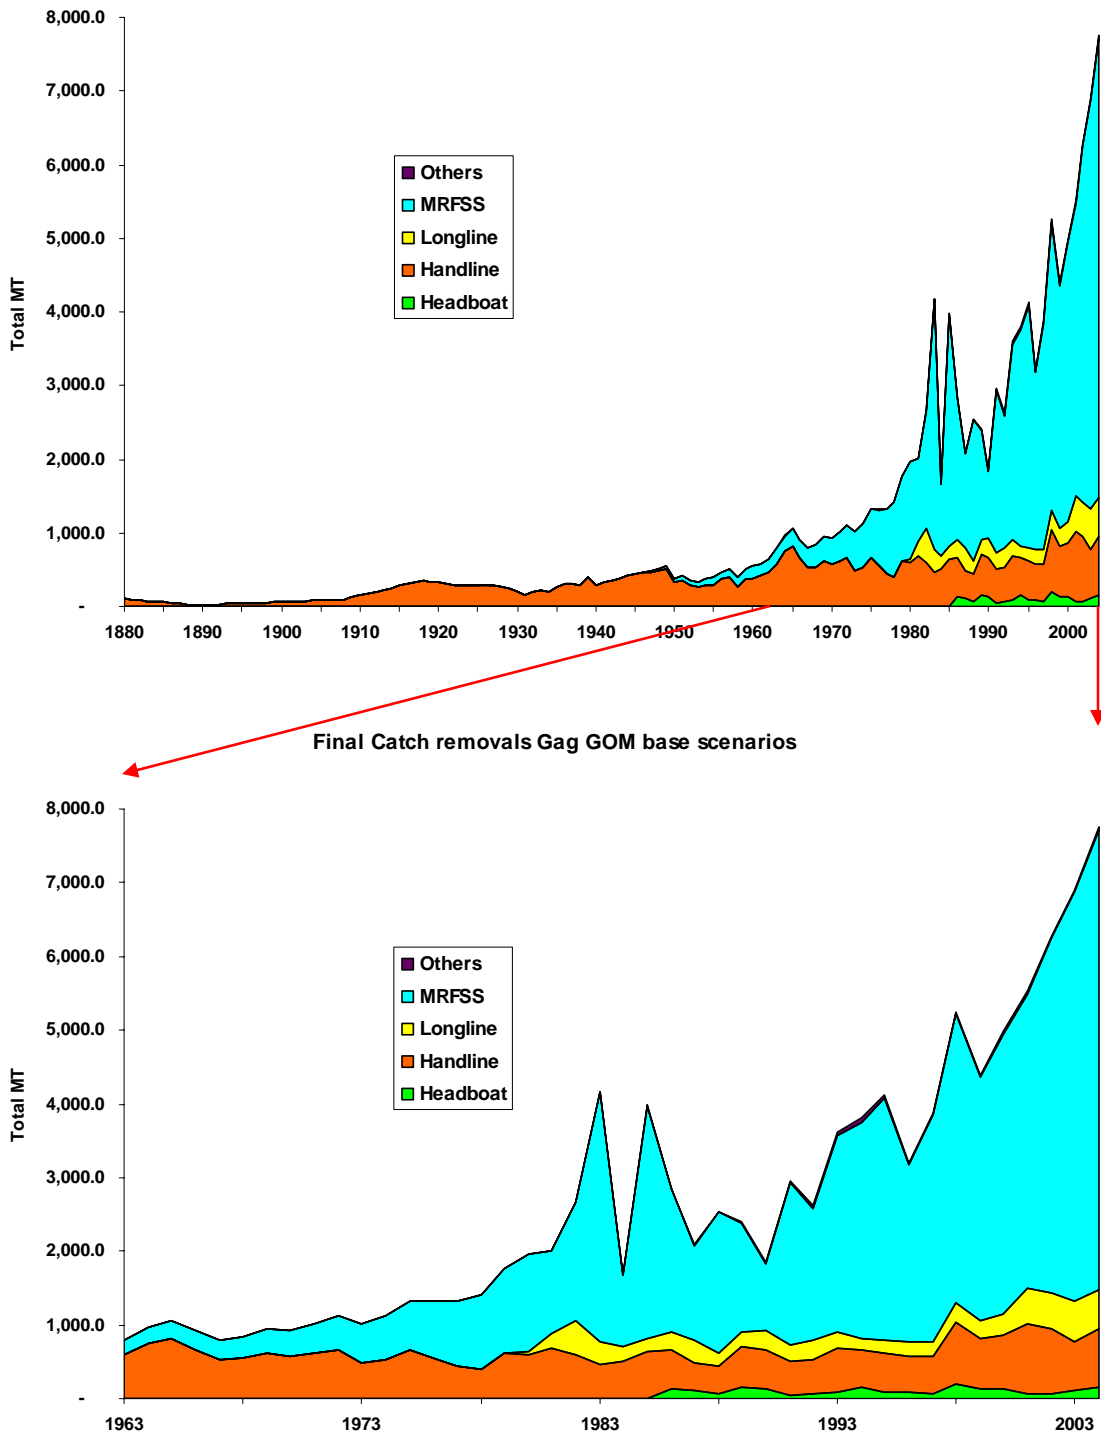 8,000.0
7,000.0
6,000.0
5,000.0
4,000.0
3,000.0
2,000.0
1,000.0
-
Total MT
Others
MRFSS
Longline
Handline
Headboat
1880 1890 1900 1910 1920 1930 1940 1950 1960 1970 1980 1990 2000
Final Catch removals Gag GOM base scenarios
8,000.0
7,000.0
6,000.0
5,000.0
4,000.0
3,000.0
2,000.0
1,000.0
-
Total MT
Others
MRFSS
Longline
Handline
Headboat
1963 1973 1983 1993 2003